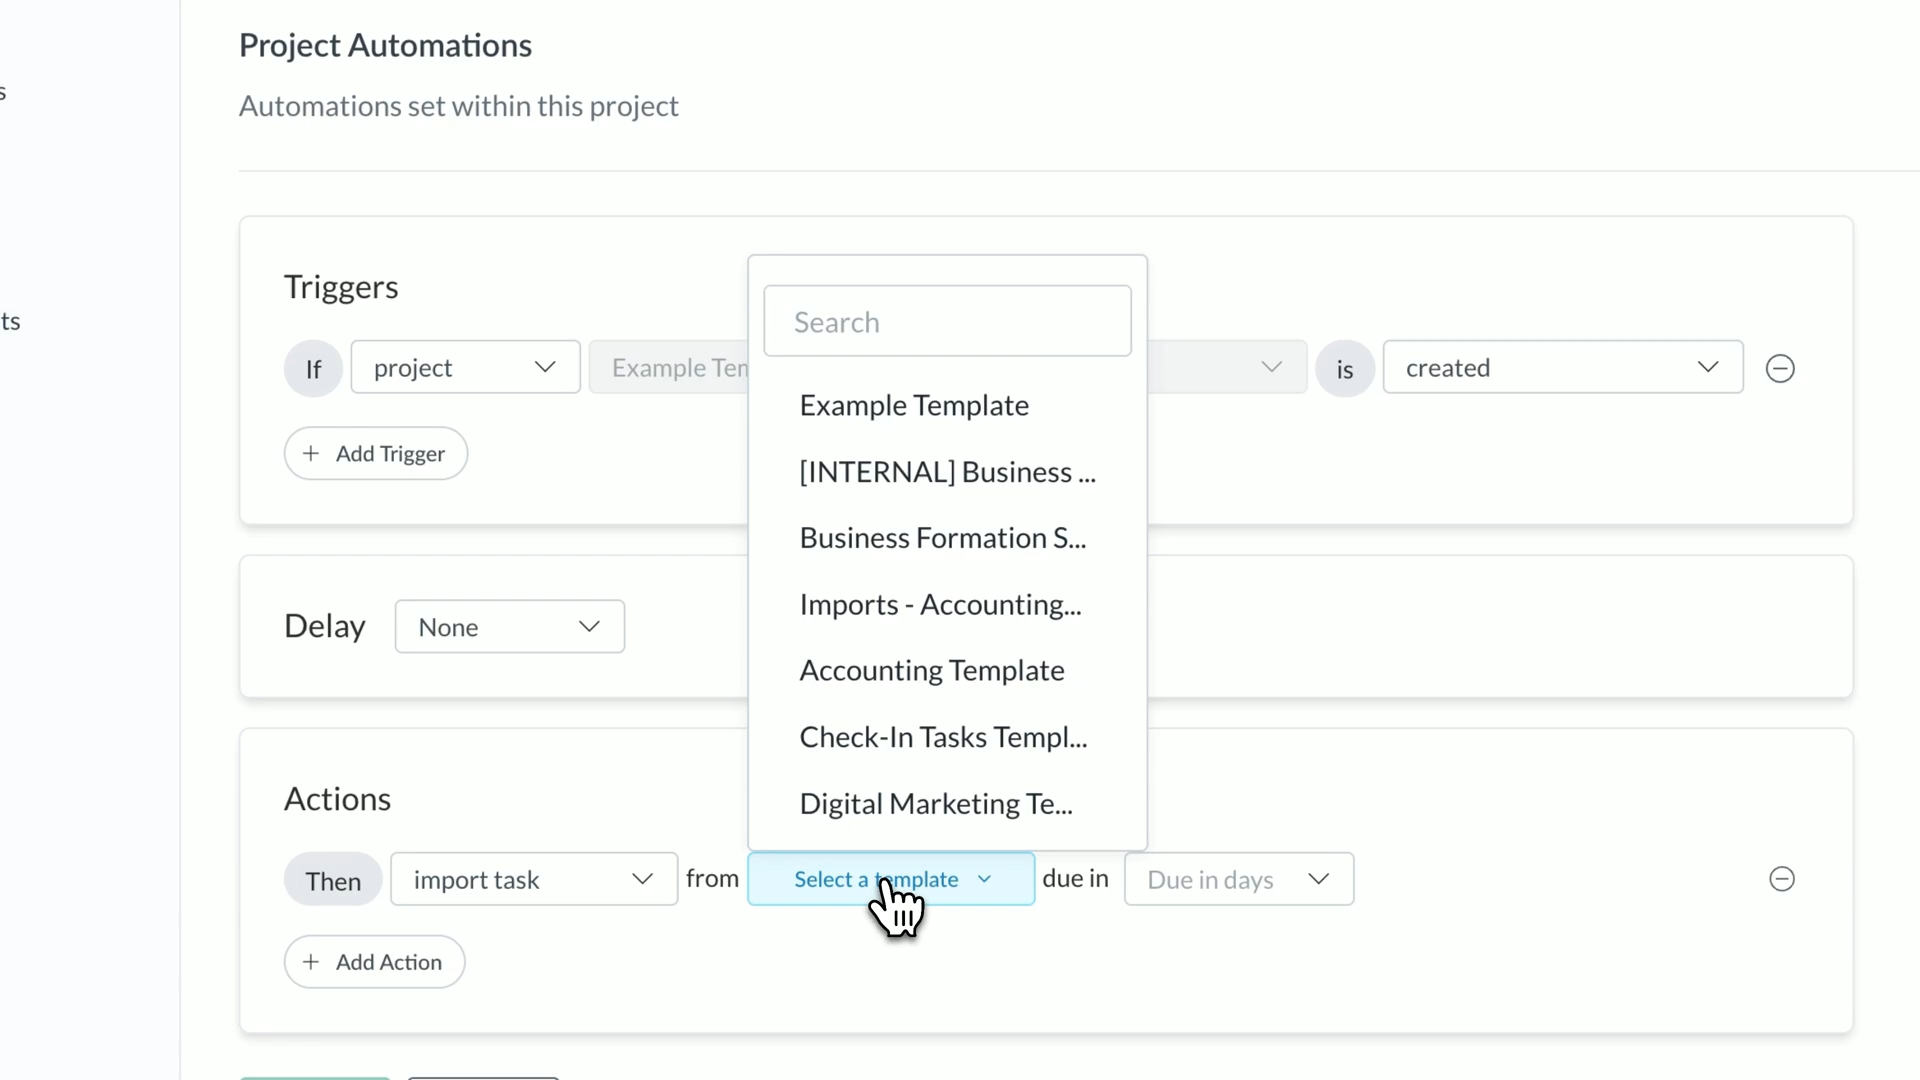 Project Automations
s
Automations set within this project
Triggers
Search
ts
If project Example Tem is created
Example Template
+ Add Trigger
[INTERNAL] Business ...
Business Formation S...
Imports - Accounting...
Delay None
Accounting Template
Check-In Tasks Templ...
Actions
Digital Marketing Te...
Then import task from Select a template due in Due in days
+ Add Action